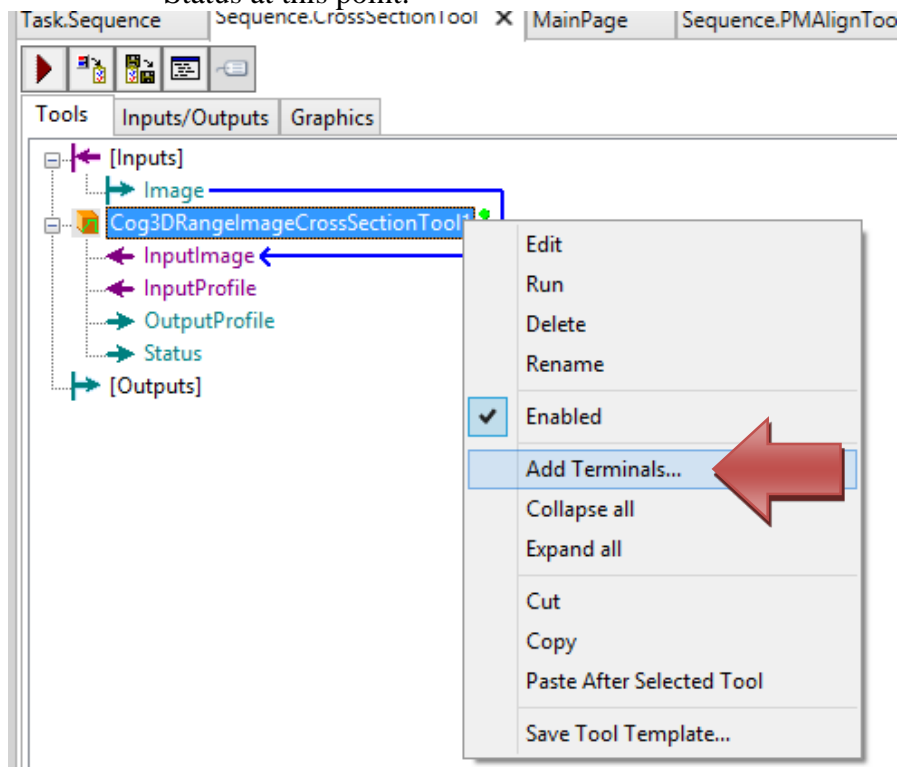 Status at this point.
Task.Sequence Sequence.CrossSectionTool X MainPage Sequence.PMAlignToo
Tools Inputs/Outputs Graphics
[Inputs]
Image
Cog3DRangeImageCrossSectionTool1
InputImage
InputProfile
OutputProfile
Status
[Outputs]
Edit
Run
Delete
Rename
Enabled
Add Terminals...
Collapse all
Expand all
Cut
Copy
Paste After Selected Tool
Save Tool Template...